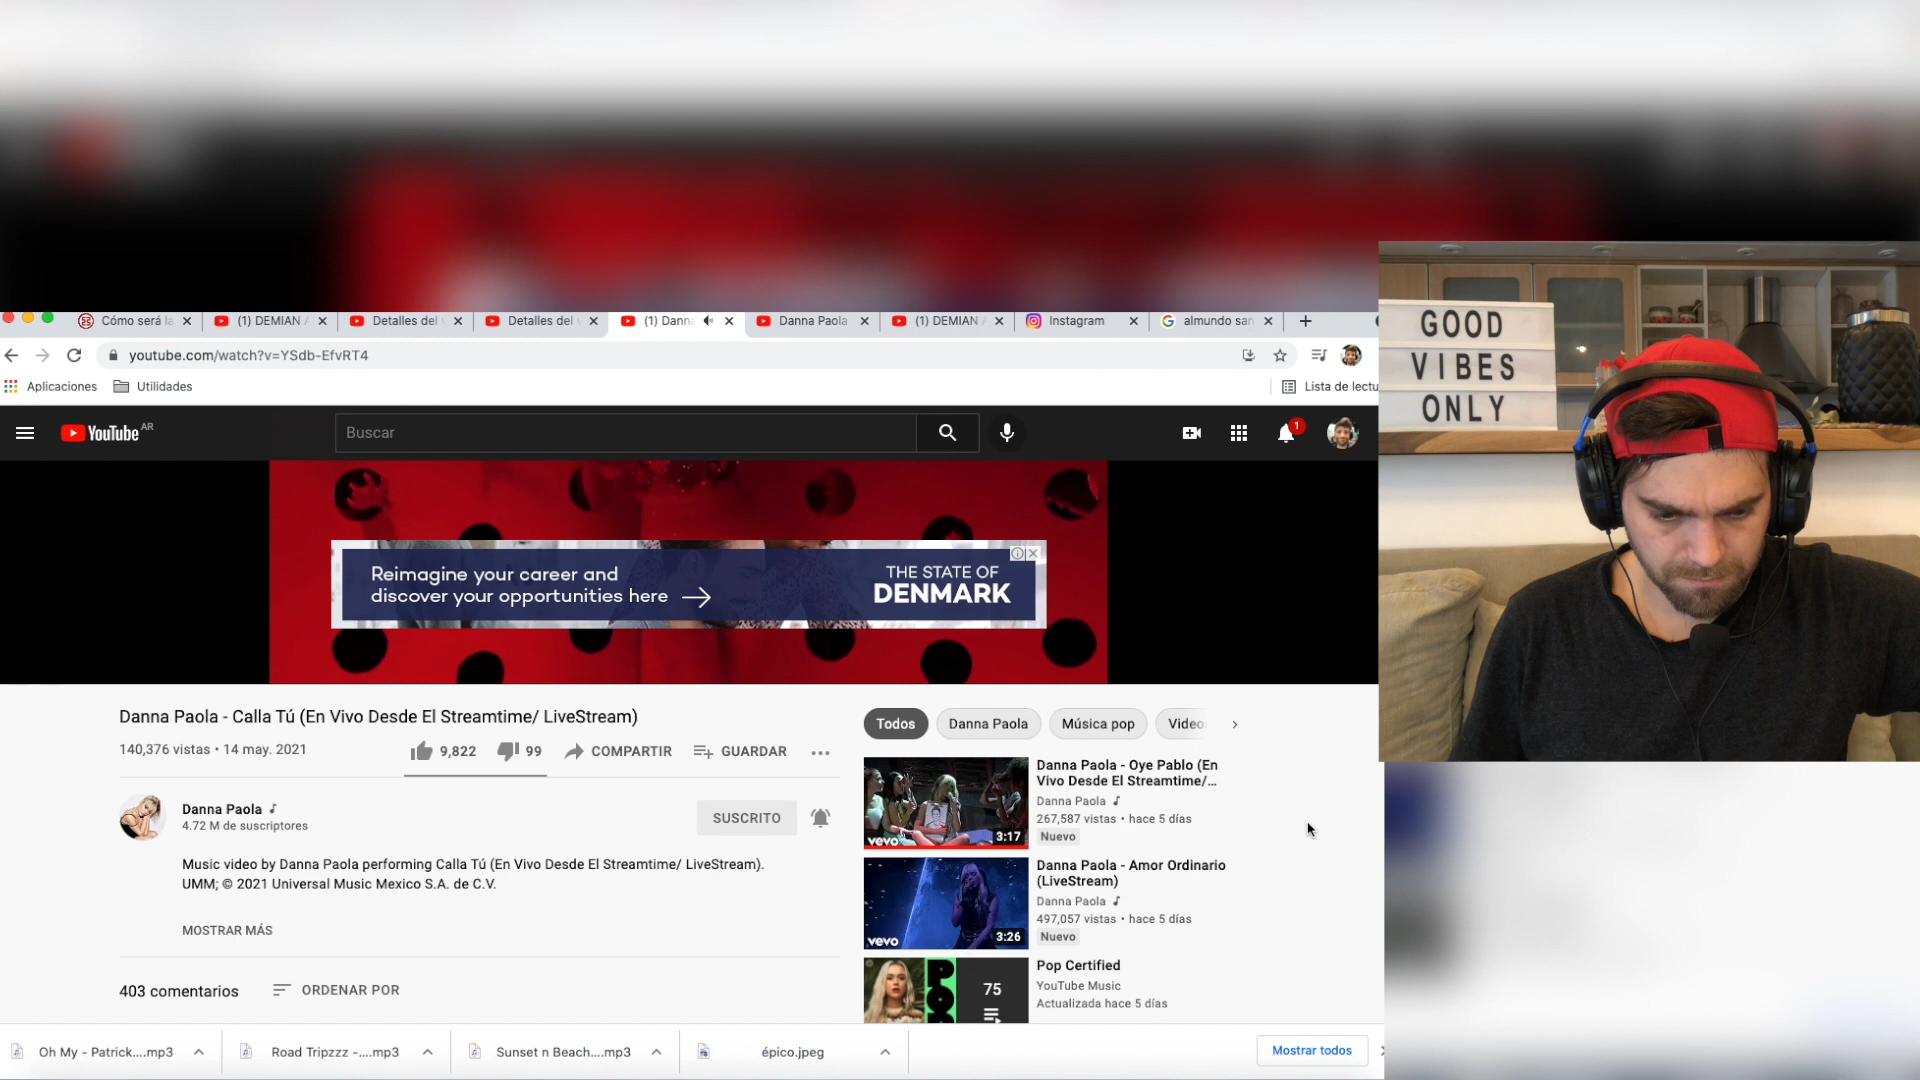 Cómo será la
(1) DEMIAN A
Detalles del v
Detalles del v
(1) Danna
Danna Paola
(1) DEMIAN A
Instagram
almundo san
youtube.com/watch?v=YSdb-EfvRT4
Aplicaciones
Utilidades
Lista de lectu
YouTube AR
Buscar
1
Reimagine your career and
discover your opportunities here
THE STATE OF
DENMARK
GOOD
VIBES
ONLY
Danna Paola - Calla Tú (En Vivo Desde El Streamtime/ LiveStream)
140,376 vistas • 14 may. 2021
9,822
99
COMPARTIR
GUARDAR
Danna Paola
4.72 M de suscriptores
SUSCRITO
Music video by Danna Paola performing Calla Tú (En Vivo Desde El Streamtime/ LiveStream).
UMM; © 2021 Universal Music Mexico S.A. de C.V.
MOSTRAR MÁS
403 comentarios
ORDENAR POR
Todos
Danna Paola
Música pop
Video
vevo
3:17
Danna Paola - Oye Pablo (En
Vivo Desde El Streamtime/...
Danna Paola
267,587 vistas • hace 5 días
Nuevo
vevo
3:26
Danna Paola - Amor Ordinario
(LiveStream)
Danna Paola
497,057 vistas • hace 5 días
Nuevo
75
Pop Certified
YouTube Music
Actualizada hace 5 días
Oh My - Patrick....mp3
Road Tripzzz -....mp3
Sunset n Beach....mp3
épico.jpeg
Mostrar todos